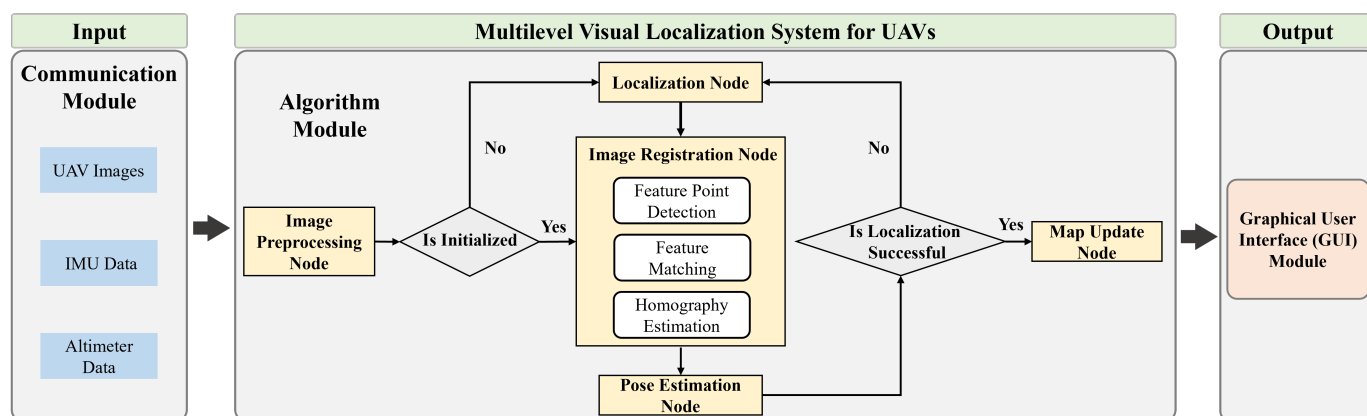 Input
Communication
Module
UAV Images
IMU Data
Altimeter
Data
Multilevel Visual Localization System for UAVs
Algorithm
Module
Image
Preprocessing
Node
Is Initialized
No
Yes
Localization Node
Image Registration Node
Feature Point
Detection
Feature
Matching
Homography
Estimation
Pose Estimation
Node
Is Localization
Successful
No
Yes
Map Update
Node
Output
Graphical User
Interface (GUI)
Module